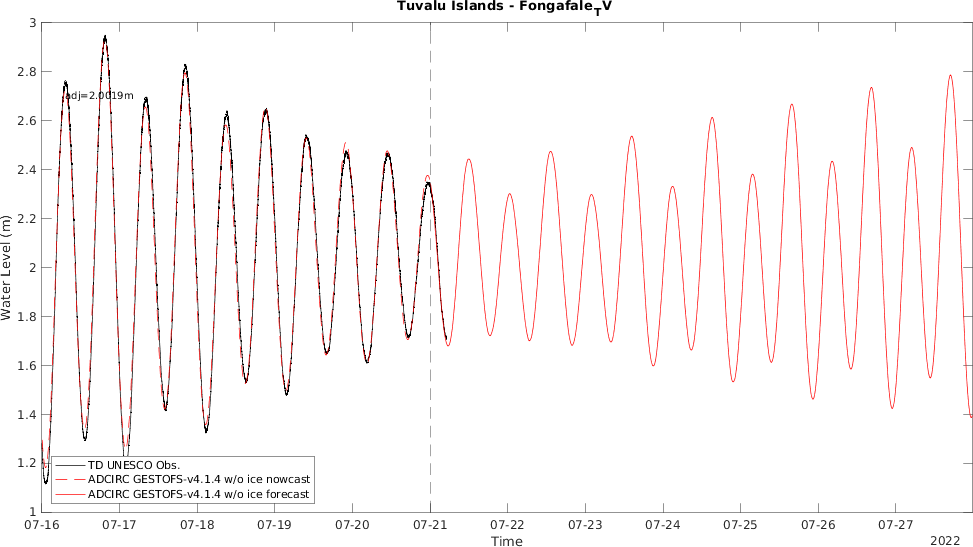 Tuvalu Islands - Fongafale_TV
3
2.8
adj=2.0019m
2.6
2.4
2.2
2
1.8
1.6
1.4
1.2
1
Water Level (m)
TD UNESCO Obs.
ADCIRC GESTOFS-v4.1.4 w/o ice nowcast
ADCIRC GESTOFS-v4.1.4 w/o ice forecast
07-16 07-17 07-18 07-19 07-20 07-21 07-22 07-23 07-24 07-25 07-26 07-27
Time
2022